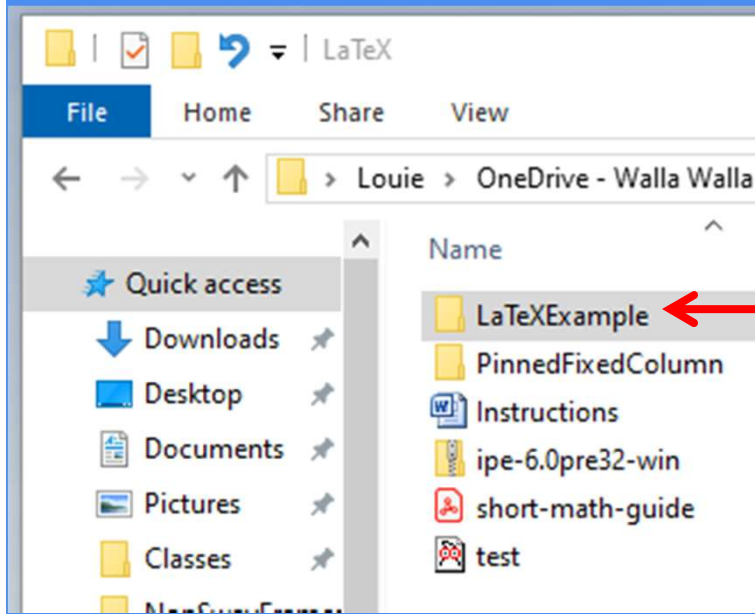 LaTeX
File Home Share View
Louie > OneDrive - Walla Walla
Name
Quick access
LaTeXExample
Downloads
PinnedFixedColumn
Desktop
Instructions
Documents
ipe-6.0pre32-win
Pictures
short-math-guide
Classes
test